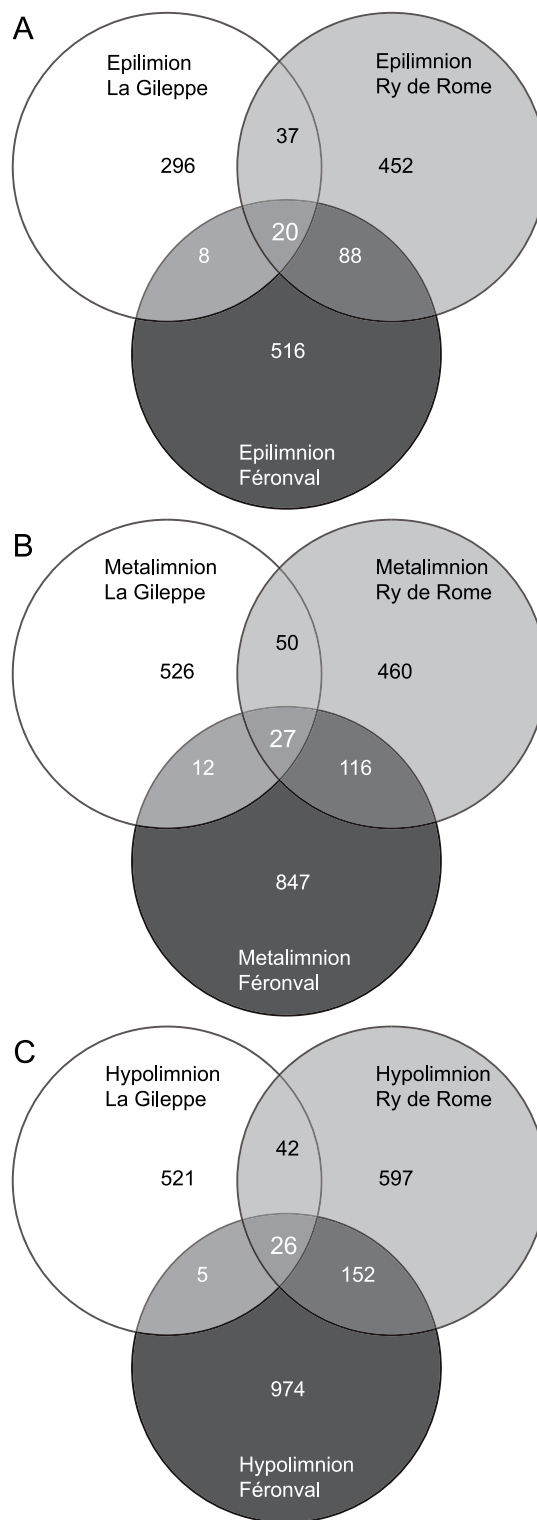 A
Epilimion
La Gileppe
Epilimnion
Ry de Rome
37
296
452
20
8
88
516
Epilimnion
Féronval
B
Metalimnion
La Gileppe
Metalimnion
Ry de Rome
50
526
460
27
12
116
847
Metalimnion
Féronval
C
Hypolimnion
La Gileppe
Hypolimnion
Ry de Rome
42
521
597
26
5
152
974
Hypolimnion
Féronval